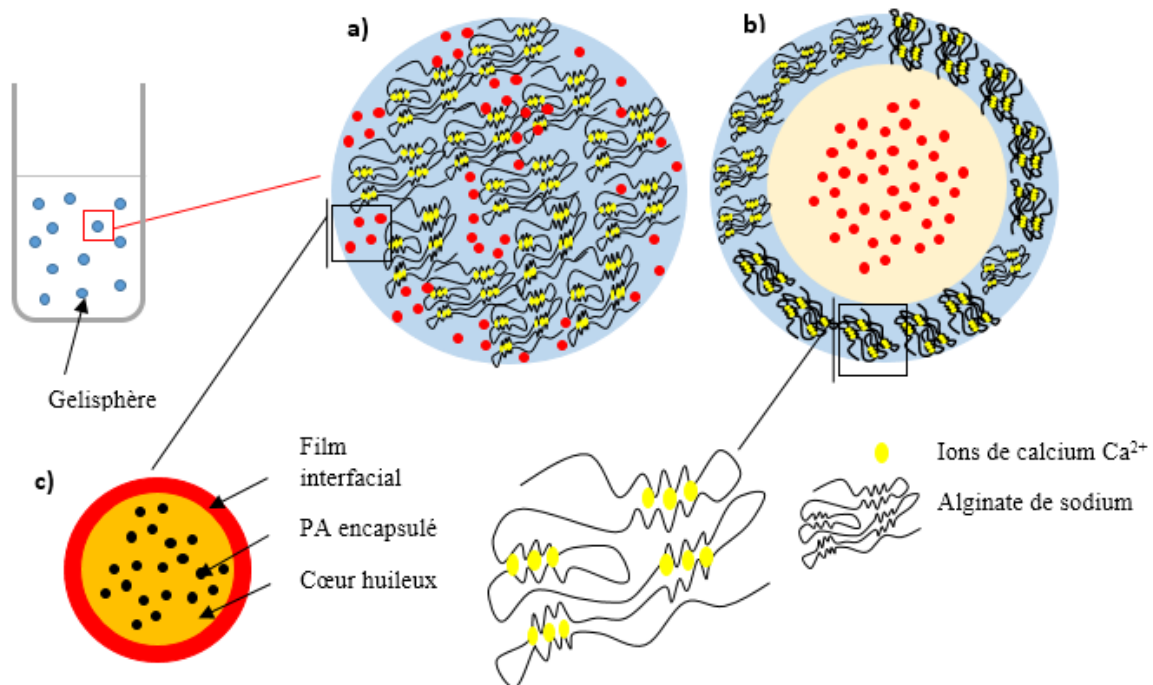 a)
b)
Gelisphère
c)
Film
interfacial
PA encapsulé
Cœur huileux
Ions de calcium Ca²⁺
Alginate de sodium